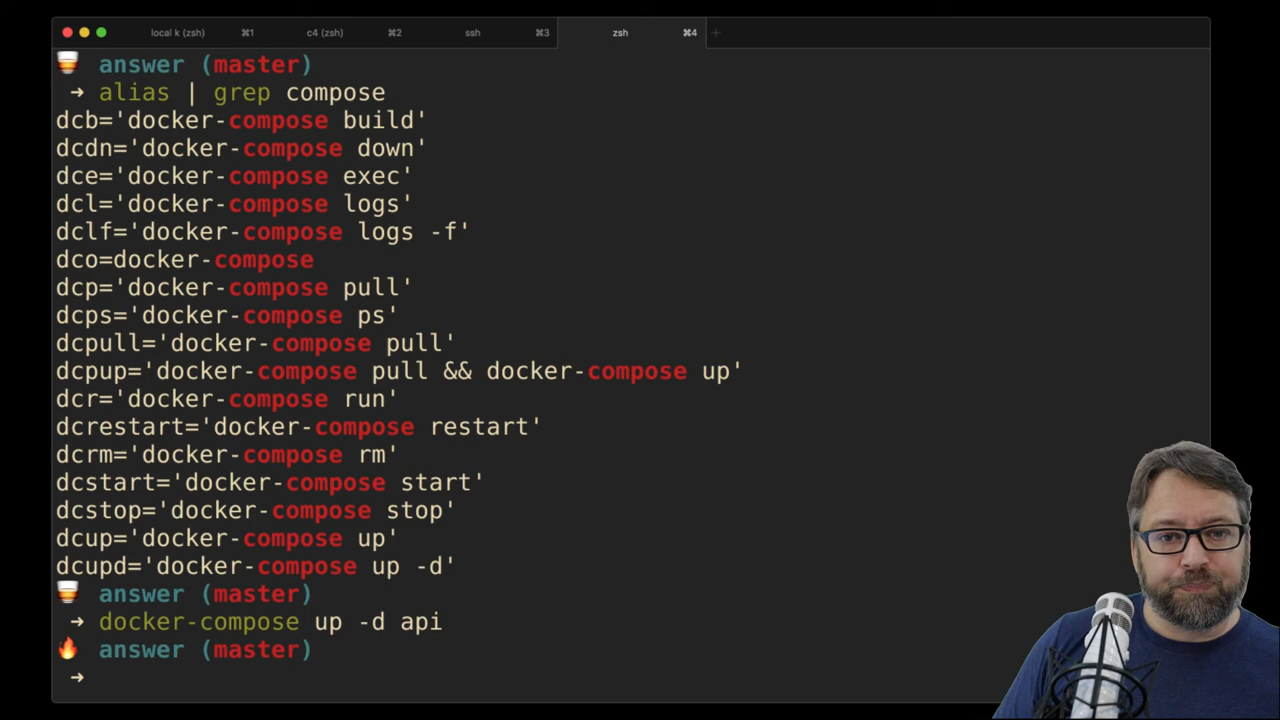 local k (zsh) ⌘1 c4 (zsh) ⌘2 ssh ⌘3 zsh ⌘4 +
answer (master)
➜ alias | grep compose
dcb='docker-compose build'
dcdn='docker-compose down'
dce='docker-compose exec'
dcl='docker-compose logs'
dclf='docker-compose logs -f'
dco=docker-compose
dcp='docker-compose pull'
dcps='docker-compose ps'
dcpull='docker-compose pull'
dcpup='docker-compose pull && docker-compose up'
dcr='docker-compose run'
dcrestart='docker-compose restart'
dcrm='docker-compose rm'
dcstart='docker-compose start'
dcstop='docker-compose stop'
dcup='docker-compose up'
dcupd='docker-compose up -d'
answer (master)
➜ docker-compose up -d api
answer (master)
➜